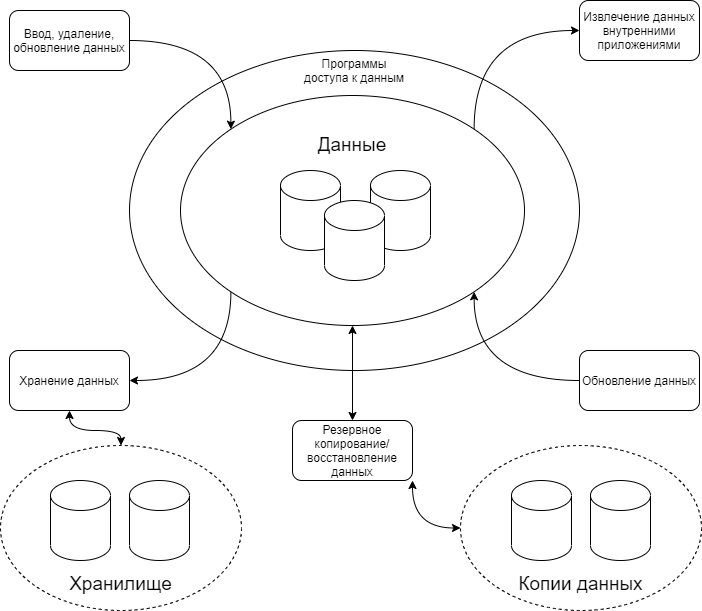 Ввод, удаление,
обновление данных
Извлечение данных
внутренними
приложениями
Программы
доступа к данным
Данные
Хранение данных
Обновление данных
Резервное
копирование/
восстановление
данных
Хранилище
Копии данных